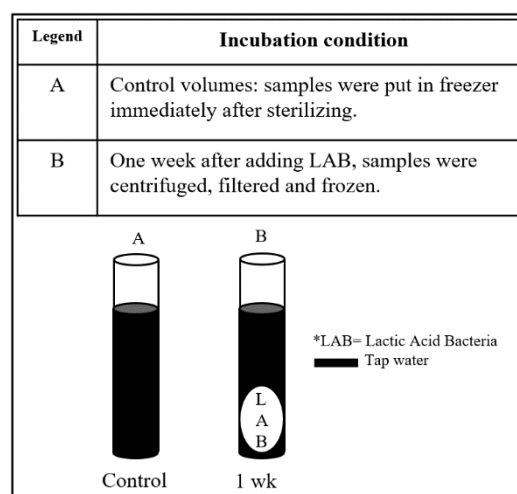 Legend
Incubation condition
A
Control volumes: samples were put in freezer
immediately after sterilizing.
B
One week after adding LAB, samples were
centrifuged, filtered and frozen.
A
B
*LAB= Lactic Acid Bacteria
Tap water
L
A
B
Control
1 wk